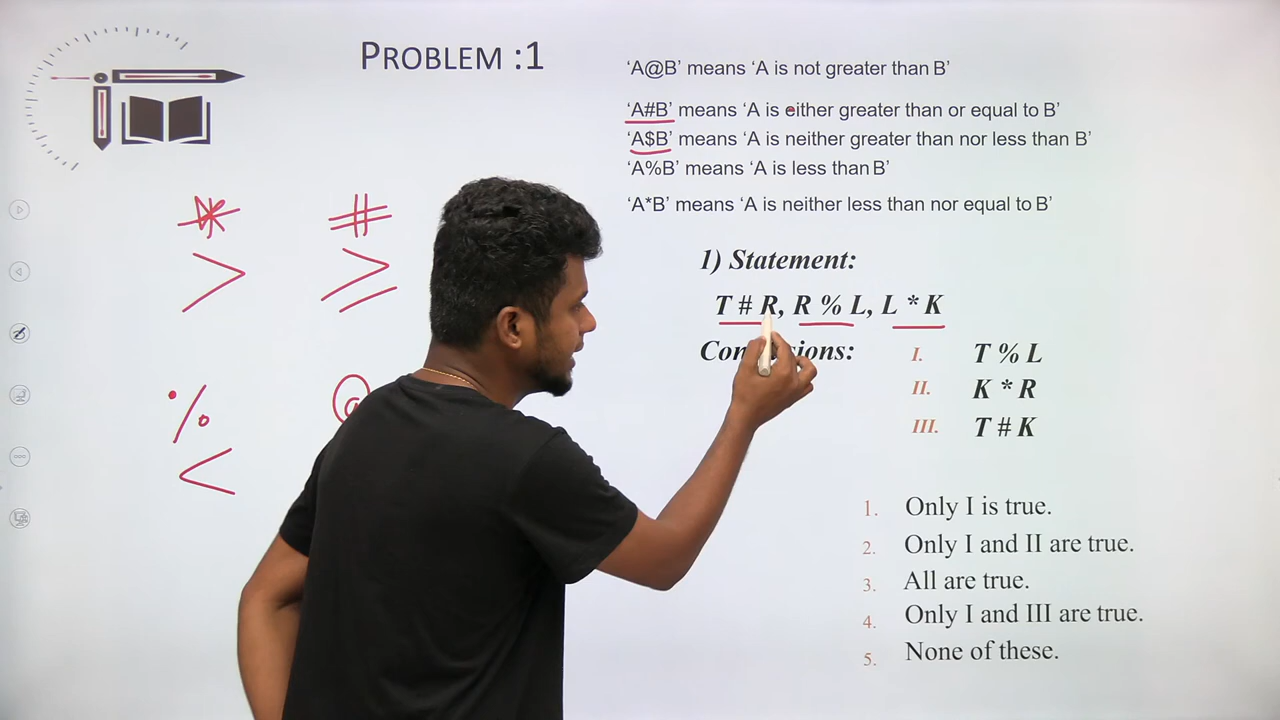 PROBLEM :1
‘A@B’ means ‘A is not greater than B’
‘A#B’ means ‘A is either greater than or equal to B’
‘A$B’ means ‘A is neither greater than nor less than B’
‘A%B’ means ‘A is less than B’
‘A*B’ means ‘A is neither less than nor equal to B’
* #
> ≥
% @
<
1) Statement:
T # R, R % L, L * K
I. T % L
II. K * R
III. T # K
1. Only I is true.
2. Only I and II are true.
3. All are true.
4. Only I and III are true.
5. None of these.